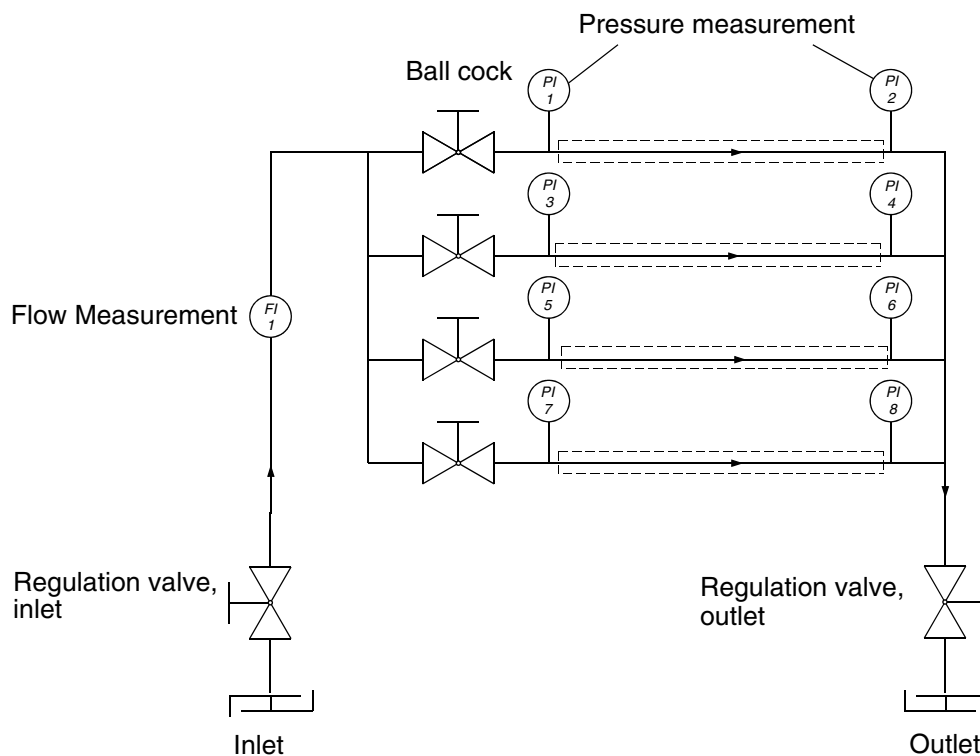 Pressure measurement
Ball cock
PI
1
PI
2
PI
3
PI
4
Flow Measurement
FI
1
PI
5
PI
6
PI
7
PI
8
Regulation valve,
inlet
Regulation valve,
outlet
Inlet
Outlet